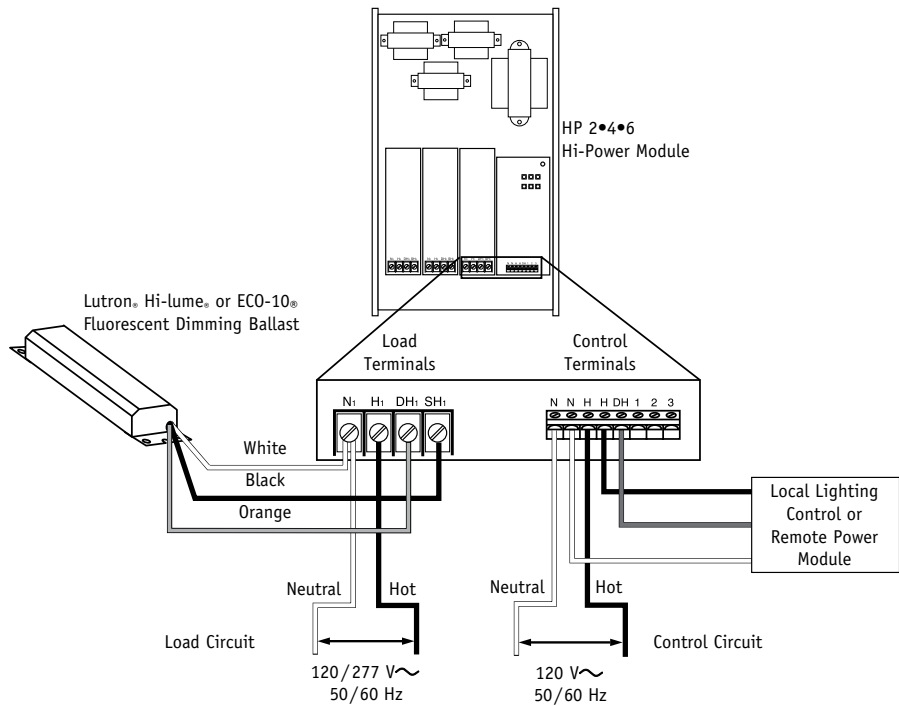 HP 2•4•6
Hi-Power Module
Lutron® Hi-lume® or ECO-10®
Fluorescent Dimming Ballast
Load
Terminals
Control
Terminals
N1 H1 DH1 SH1
N N H H DH 1 2 3
White
Black
Orange
Local Lighting
Control or
Remote Power
Module
Neutral
Hot
Neutral
Hot
Load Circuit
Control Circuit
120/277 V~
50/60 Hz
120 V~
50/60 Hz